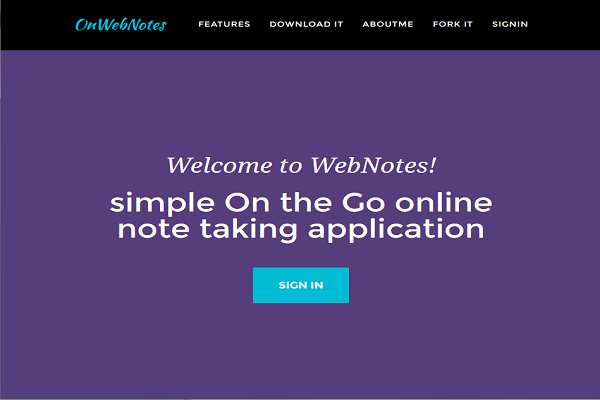 OnWebNotes FEATURES DOWNLOAD IT ABOUTME FORK IT SIGNIN
Welcome to WebNotes!
simple On the Go online
note taking application
SIGN IN